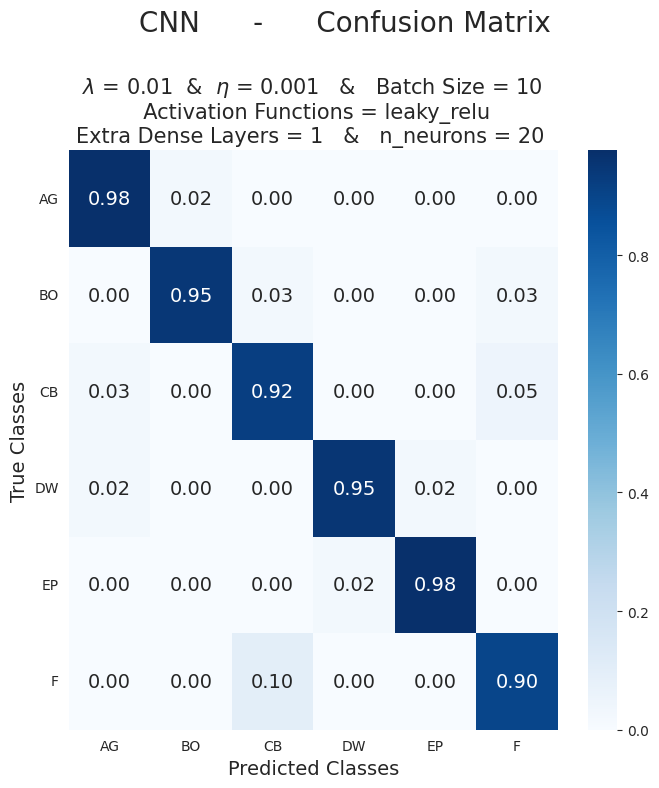 CNN - Confusion Matrix
λ = 0.01 & η = 0.001 & Batch Size = 10
Activation Functions = leaky_relu
Extra Dense Layers = 1 & n_neurons = 20
AG 0.98 0.02 0.00 0.00 0.00 0.00
BO 0.00 0.95 0.03 0.00 0.00 0.03
CB 0.03 0.00 0.92 0.00 0.00 0.05
DW 0.02 0.00 0.00 0.95 0.02 0.00
EP 0.00 0.00 0.00 0.02 0.98 0.00
F 0.00 0.00 0.10 0.00 0.00 0.90
AG BO CB DW EP F
Predicted Classes
True Classes
0.8
0.6
0.4
0.2
0.0